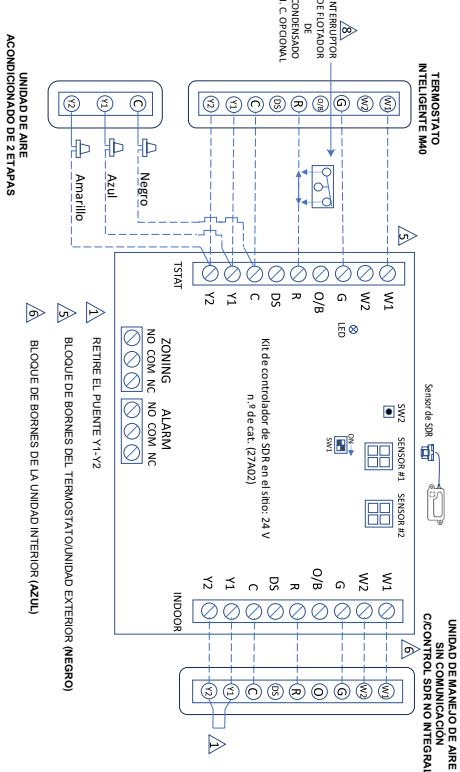 UNIDAD DE MANEJO DE AIRE
SIN COMUNICACIÓN
C/CONTROL SDR NO INTEGRAL
6
W1
W2
G
O
R
DS
C
Y1
Y2
1
INDOOR
W1
W2
G
O/B
R
DS
C
Y1
Y2
Sensor de SDR
SENSOR #1
SENSOR #2
SW2
ON
SW1
Kit de controlador de SDR en el sitio: 24 V
n.º de cat. (27A02)
LED
ZONING
NO COM NC
ALARM
NO COM NC
TSTAT
W1
W2
G
O/B
R
DS
C
Y1
Y2
5
TERMOSTATO
INTELIGENTE M40
W1
W2
G
O/B
R
DS
C
Y1
Y2
8
NTERRUPTOR
DE FLOTADOR
DE
CONDENSADO
. C. OPCIONAL
Negro
Azul
Amarillo
C
Y1
Y2
UNIDAD DE AIRE
ACONDICIONADO DE 2 ETAPAS
1 RETIRE EL PUENTE Y1-Y2
5 BLOQUE DE BORNES DEL TERMOSTATO/UNIDAD EXTERIOR (NEGRO)
6 BLOQUE DE BORNES DE LA UNIDAD INTERIOR (AZUL)